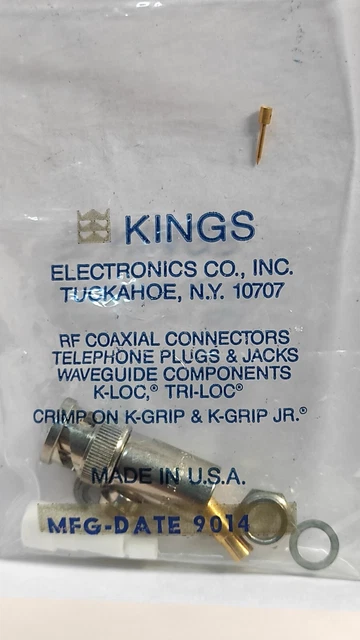 KINGS
ELECTRONICS CO., INC.
TUCKAHOE, N.Y. 10707
RF COAXIAL CONNECTORS
TELEPHONE PLUGS & JACKS
WAVEGUIDE COMPONENTS
K-LOC,® TRI-LOC®
CRIMP ON K-GRIP & K-GRIP JR.®
MADE IN U.S.A.
MFG-DATE 9014